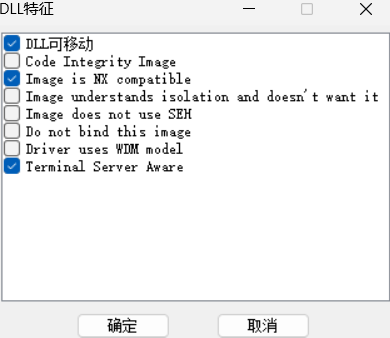 DLL特征
DLL可移动
Code Integrity Image
Image is NX compatible
Image understands isolation and doesn't want it
Image does not use SEH
Do not bind this image
Driver uses WDM model
Terminal Server Aware
确定 取消